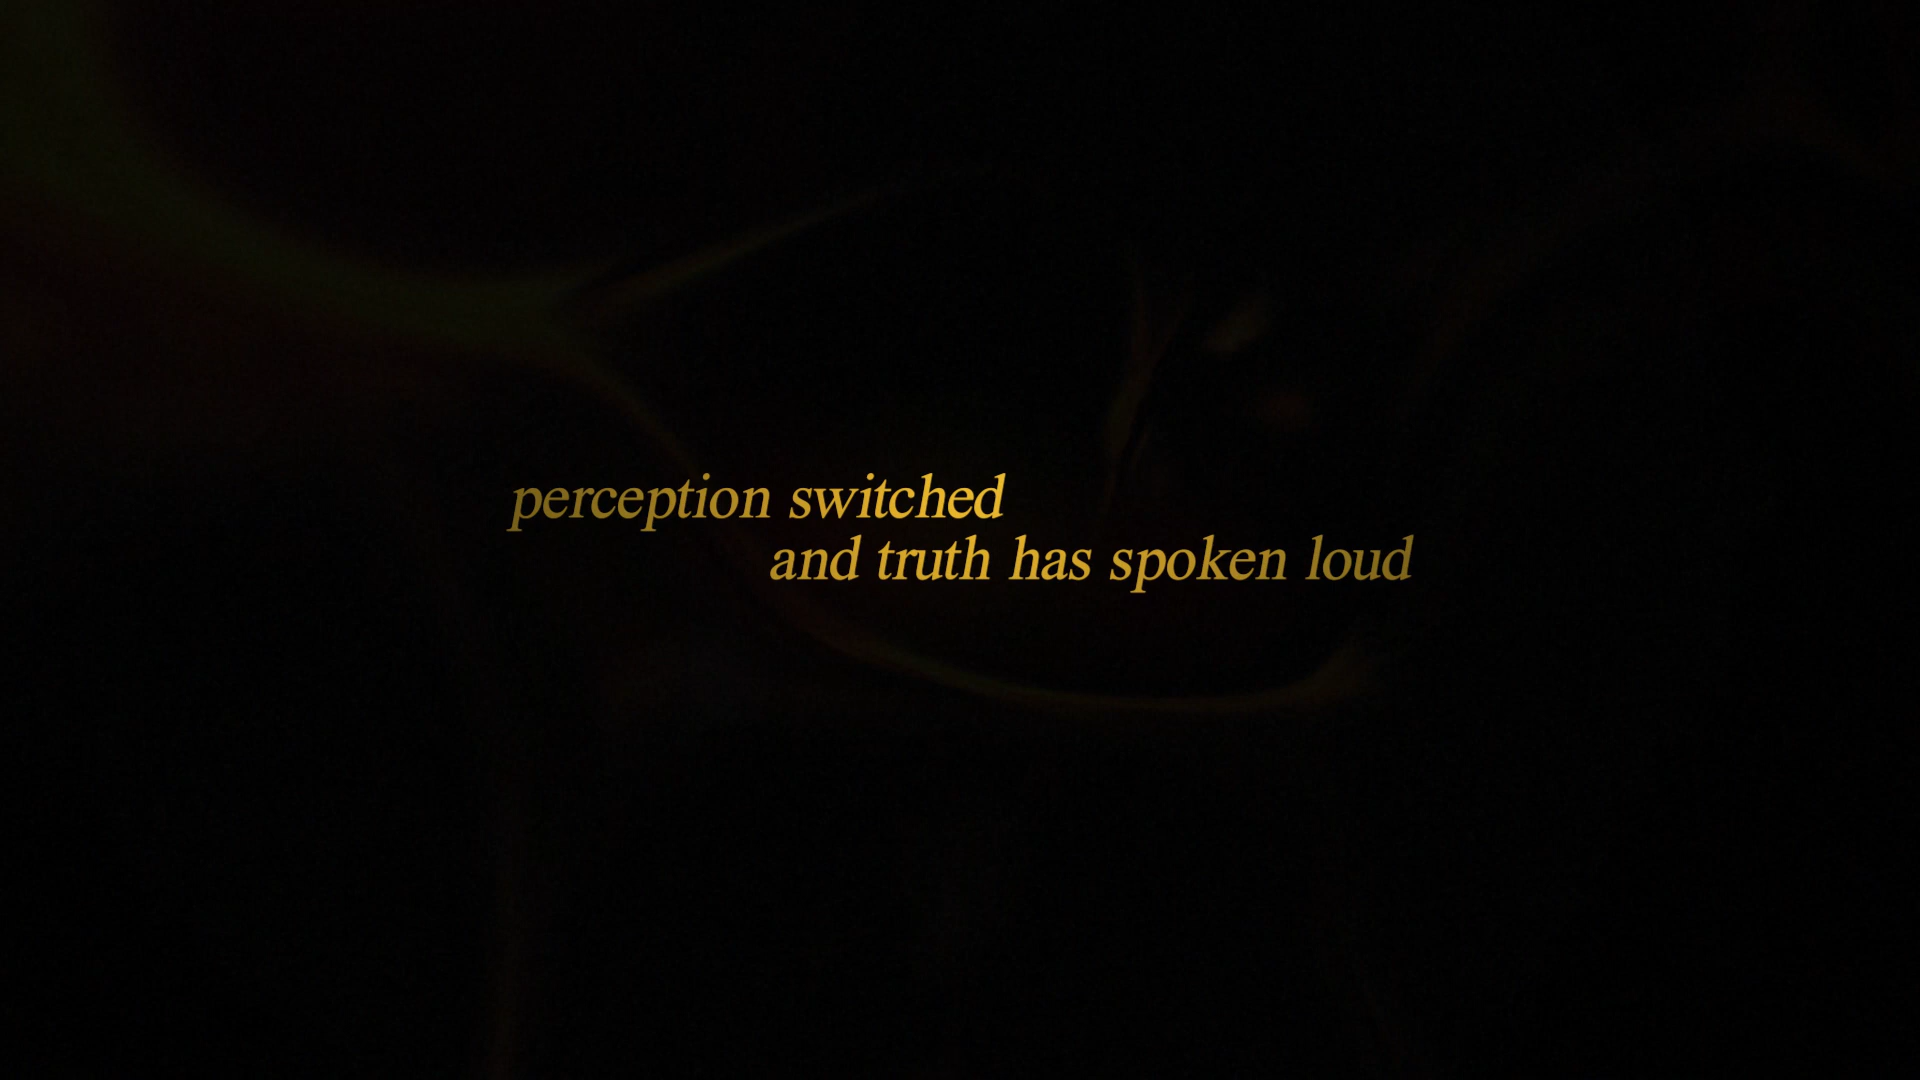 perception switched
and truth has spoken loud